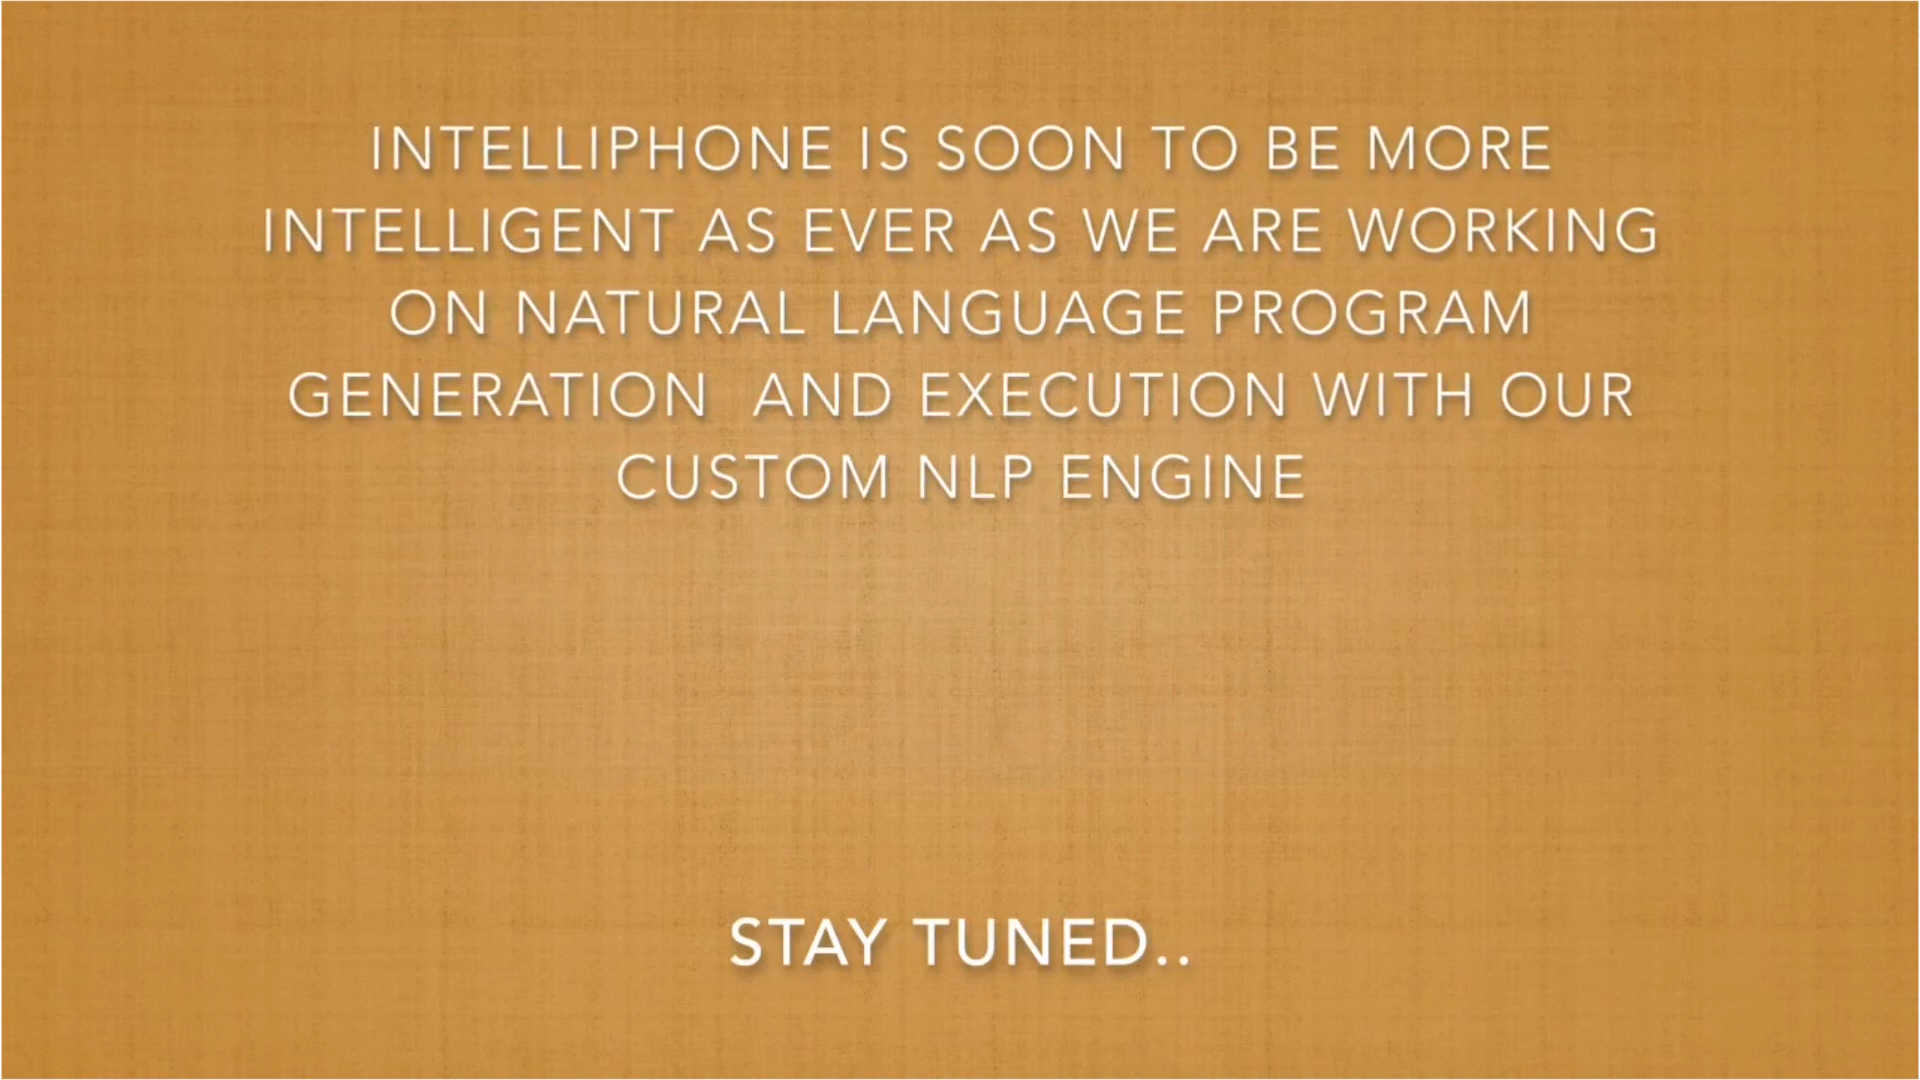 INTELLIPHONE IS SOON TO BE MORE
INTELLIGENT AS EVER AS WE ARE WORKING
ON NATURAL LANGUAGE PROGRAM
GENERATION  AND EXECUTION WITH OUR
CUSTOM NLP ENGINE
STAY TUNED..